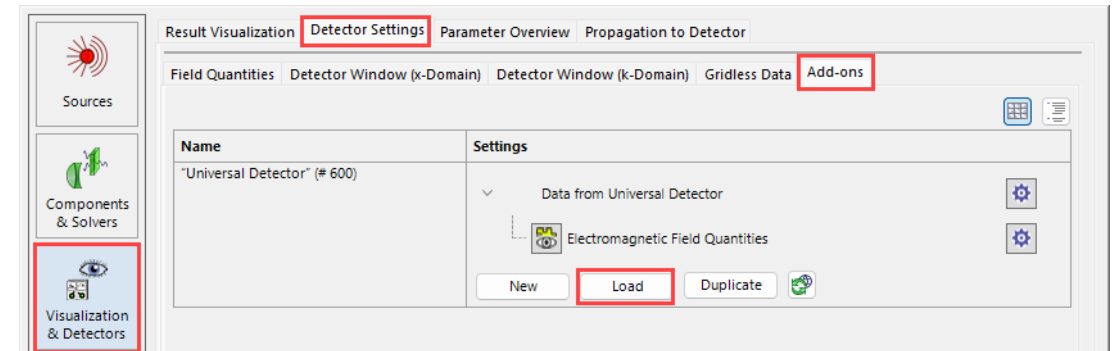 Result Visualization Detector Settings Parameter Overview Propagation to Detector
Field Quantities Detector Window (x-Domain) Detector Window (k-Domain) Gridless Data Add-ons
Sources
Name Settings
"Universal Detector" (# 600)
Data from Universal Detector
Components
& Solvers
Electromagnetic Field Quantities
New Load Duplicate
Visualization
& Detectors